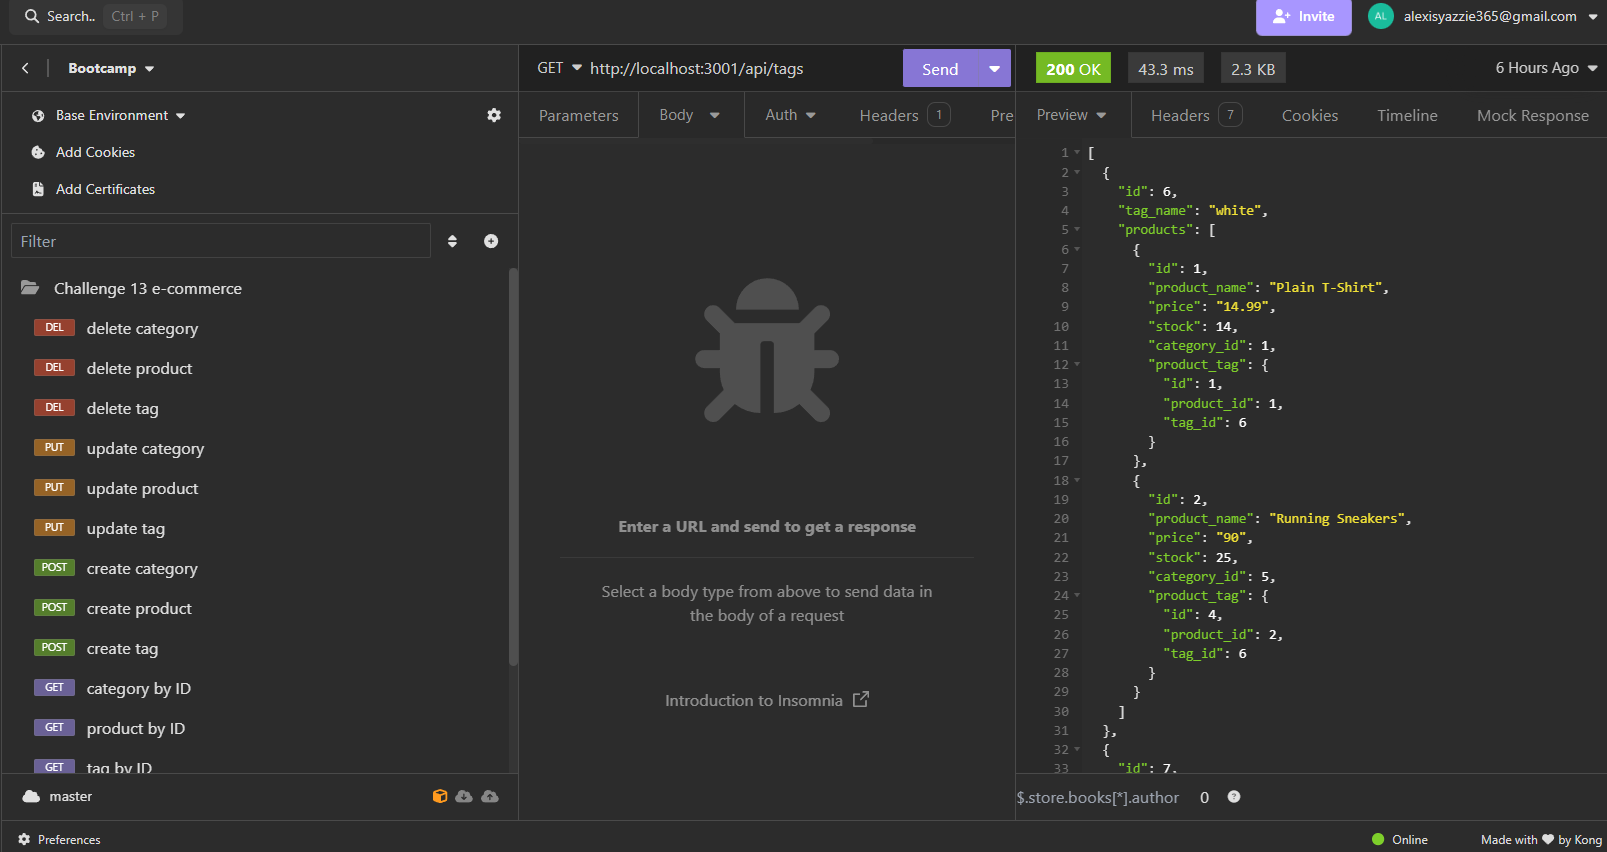 Search.. Ctrl + P
Invite AL alexisyazzie365@gmail.com
Bootcamp
Base Environment
Add Cookies
Add Certificates
Filter
Challenge 13 e-commerce
DEL delete category
DEL delete product
DEL delete tag
PUT update category
PUT update product
PUT update tag
POST create category
POST create product
POST create tag
GET category by ID
GET product by ID
GET tag by ID
master
Preferences
GET http://localhost:3001/api/tags Send
Parameters Body Auth Headers 1 Pre
Enter a URL and send to get a response
Select a body type from above to send data in
the body of a request
Introduction to Insomnia
200 OK 43.3 ms 2.3 KB 6 Hours Ago
Preview Headers 7 Cookies Timeline Mock Response
1 [
2 {
3 "id": 6,
4 "tag_name": "white",
5 "products": [
6 {
7 "id": 1,
8 "product_name": "Plain T-Shirt",
9 "price": "14.99",
10 "stock": 14,
11 "category_id": 1,
12 "product_tag": {
13 "id": 1,
14 "product_id": 1,
15 "tag_id": 6
16 }
17 },
18 {
19 "id": 2,
20 "product_name": "Running Sneakers",
21 "price": "90",
22 "stock": 25,
23 "category_id": 5,
24 "product_tag": {
25 "id": 4,
26 "product_id": 2,
27 "tag_id": 6
28 }
29 }
30 ]
31 },
32 {
33 "id": 7,
$.store.books[*].author 0 ?
Online Made with ♥ by Kong